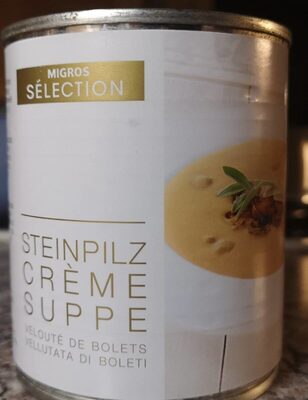 MIGROS
SÉLECTION
STEINPILZ
CRÈME
SUPPE
VELOUTÉ DE BOLETS
VELLUTATA DI BOLETI